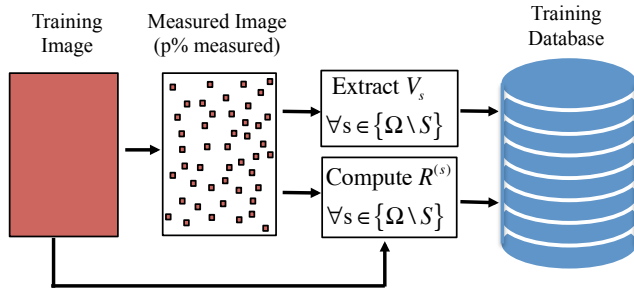 Training
Image
Measured Image
(p% measured)
Training
Database
Extract V_s
∀s ∈ {Ω \ S}
Compute R^(s)
∀s ∈ {Ω \ S}